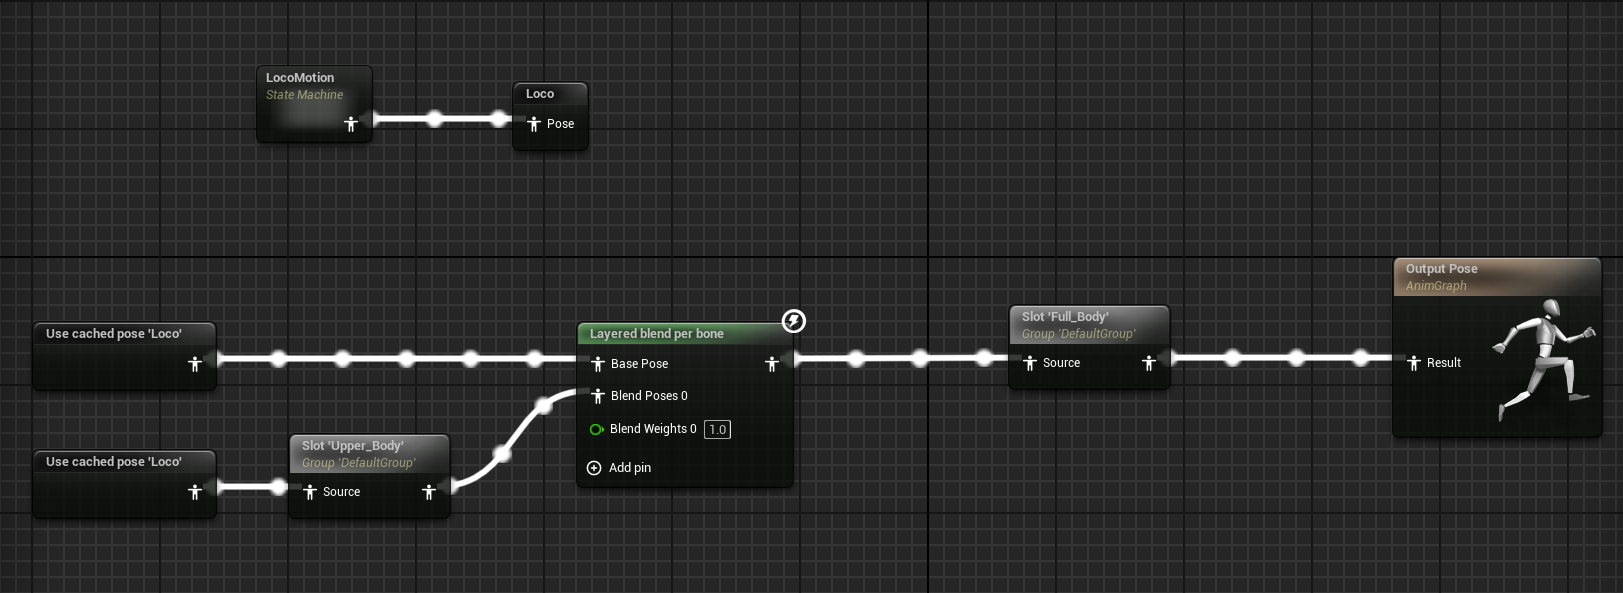 LocoMotion
State Machine
Loco
Pose
Use cached pose 'Loco'
Layered blend per bone
Base Pose
Blend Poses 0
Blend Weights 0 1.0
Add pin
Use cached pose 'Loco'
Slot 'Upper_Body'
Group 'DefaultGroup'
Source
Slot 'Full_Body'
Group 'DefaultGroup'
Source
Output Pose
AnimGraph
Result